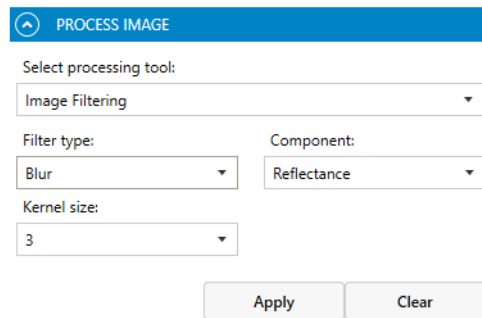 PROCESS IMAGE
Select processing tool:
Image Filtering
Filter type: Component:
Blur Reflectance
Kernel size:
3
Apply Clear